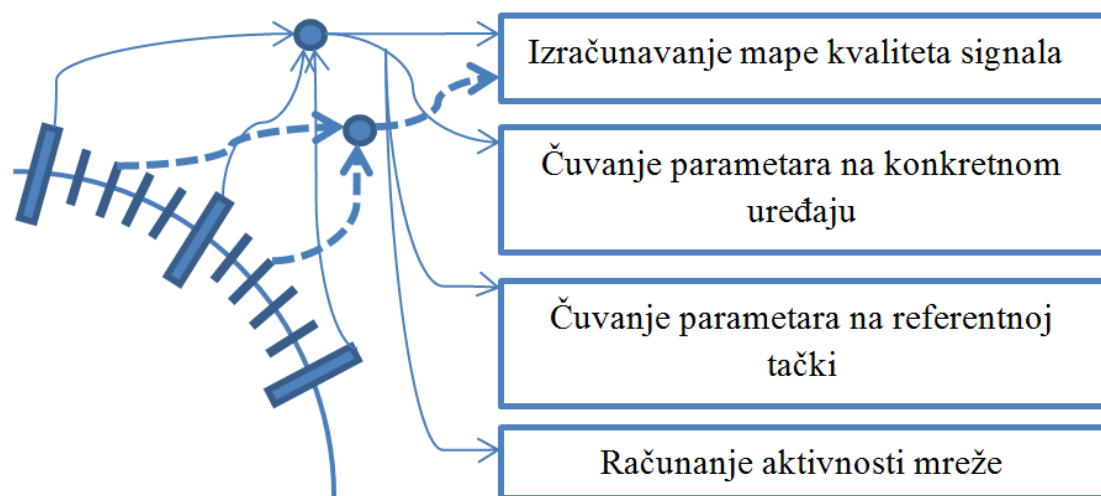 Izračunavanje mape kvaliteta signala
Čuvanje parametara na konkretnom
uređaju
Čuvanje parametara na referentnoj
tački
Računanje aktivnosti mreže